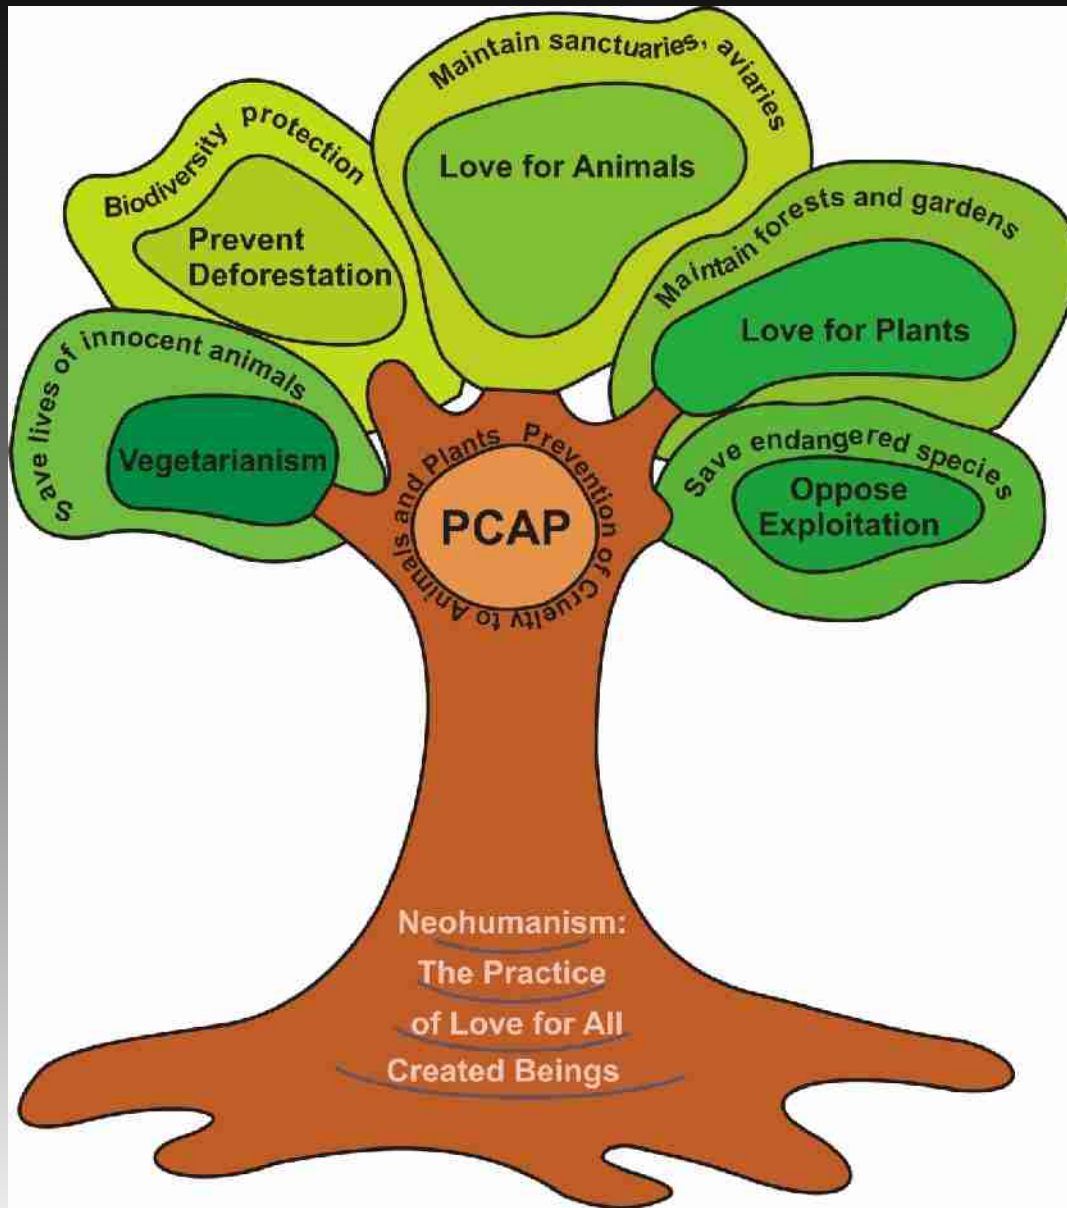 Maintain sanctuaries, aviaries
Love for Animals
Biodiversity protection
Prevent
Deforestation
Maintain forests and gardens
Love for Plants
Save lives of innocent animals
Vegetarianism
Save endangered species
Oppose
Exploitation
Prevention of Cruelty to Animals and Plants
PCAP
Neohumanism:
The Practice
of Love for All
Created Beings